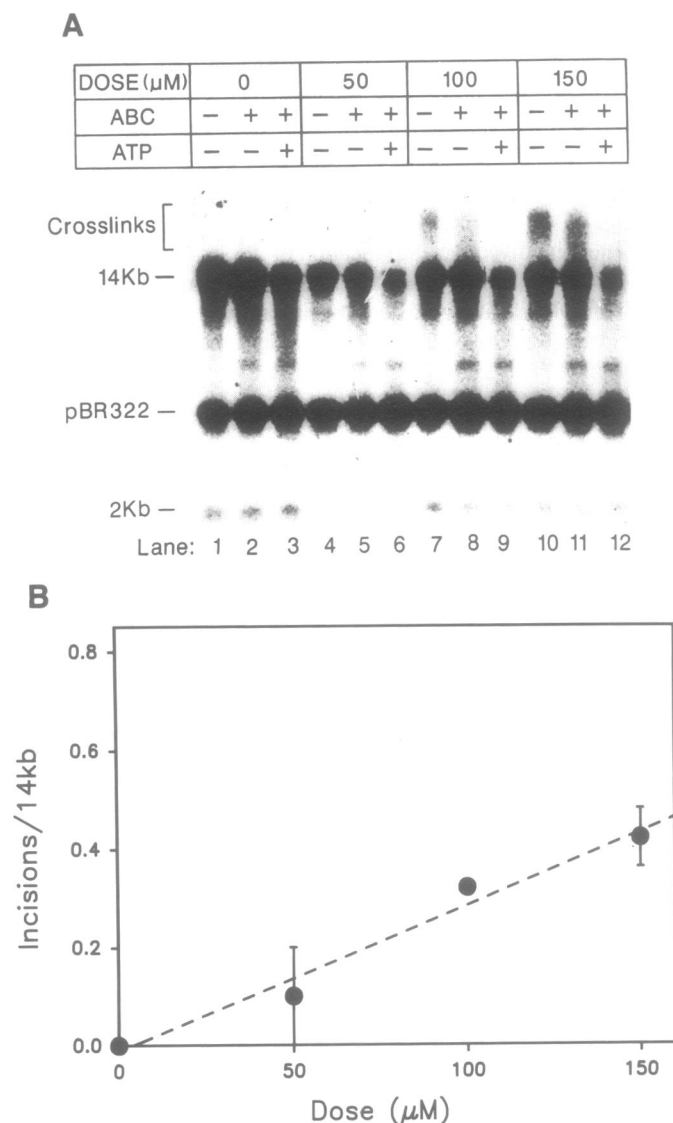 A
DOSE (μM) 0 50 100 150
ABC − + + − + + − + + − + +
ATP − − + − − + − − + − − +
Crosslinks
14Kb
pBR322
2Kb
Lane: 1 2 3 4 5 6 7 8 9 10 11 12
B
0.8
0.6
0.4
0.2
0.0
Incisions/14kb
0 50 100 150
Dose (μM)